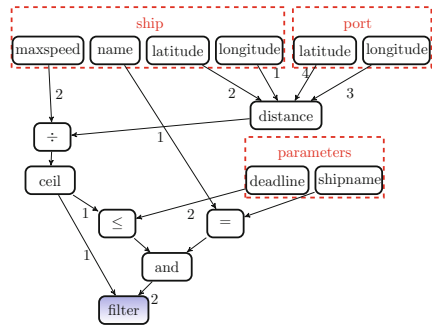 ship port
maxspeed name latitude longitude latitude longitude
1 4
2 2 3
distance
÷ 1
parameters
ceil deadline shipname
1 2
≤ =
1
and
2
filter